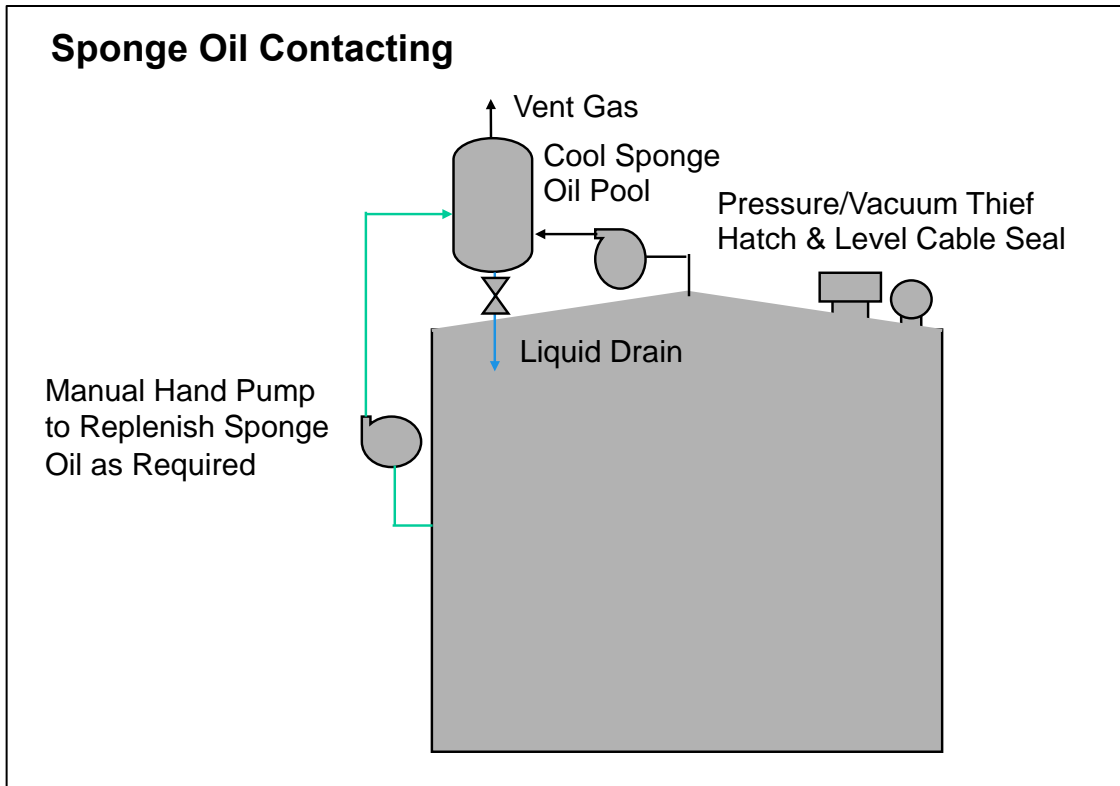 Sponge Oil Contacting
Vent Gas
Cool Sponge
Oil Pool
Pressure/Vacuum Thief
Hatch & Level Cable Seal
Liquid Drain
Manual Hand Pump
to Replenish Sponge
Oil as Required